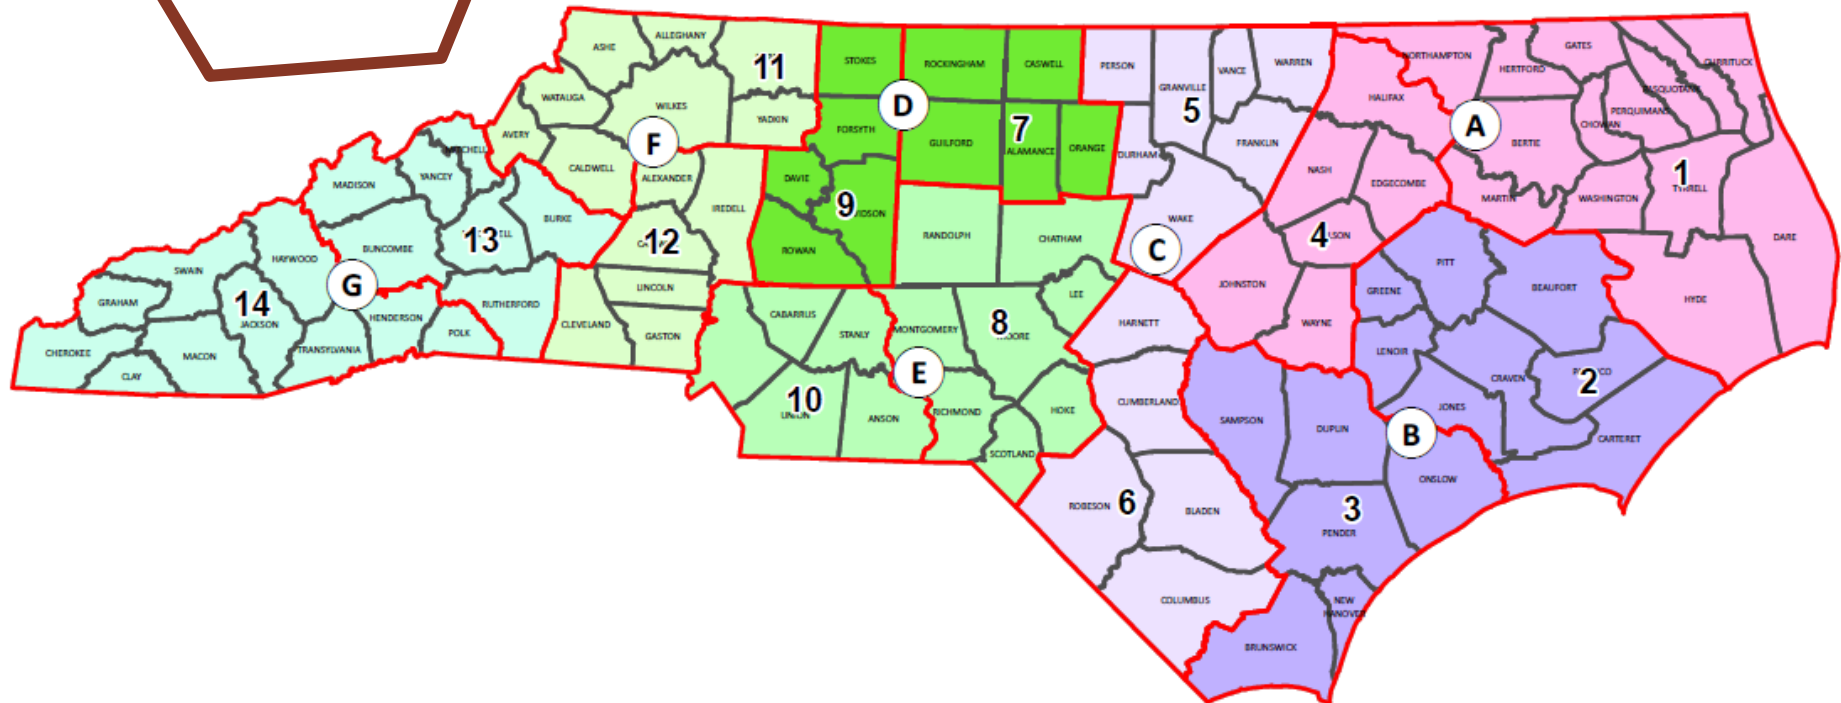 ASHE
ALLEGHANY
11
STOKES
ROCKINGHAM
CASWELL
PERSON
GRANVILLE
VANCE
WARREN
NORTHAMPTON
GATES
HERTFORD
CURRITUCK
PASQUOTANK
PERQUIMANS
CHOWAN
HALIFAX
A
BERTIE
WATAUGA
WILKES
YADKIN
D
FORSYTH
GUILFORD
7
ALAMANCE
ORANGE
DURHAM
5
FRANKLIN
AVERY
F
CALDWELL
ALEXANDER
IREDELL
DAVIE
9
ROWAN
MITCHELL
YANCEY
MADISON
BUNCOMBE
13
BURKE
12
LINCOLN
GASTON
CLEVELAND
RUTHERFORD
POLK
HENDERSON
G
HAYWOOD
SWAIN
GRAHAM
14
JACKSON
TRANSYLVANIA
MACON
CHEROKEE
CLAY
RANDOLPH
CHATHAM
LEE
WAKE
C
NASH
EDGECOMBE
MARTIN
WASHINGTON
1
TYRRELL
DARE
HYDE
4
JOHNSTON
WAYNE
GREENE
PITT
BEAUFORT
LENOIR
CRAVEN
2
JONES
CARTERET
B
ONSLOW
HARNETT
CABARRUS
STANLY
MONTGOMERY
8
MOORE
E
10
UNION
ANSON
RICHMOND
HOKE
SCOTLAND
CUMBERLAND
SAMPSON
DUPLIN
3
PENDER
ROBESON
6
BLADEN
COLUMBUS
NEW
HANOVER
BRUNSWICK